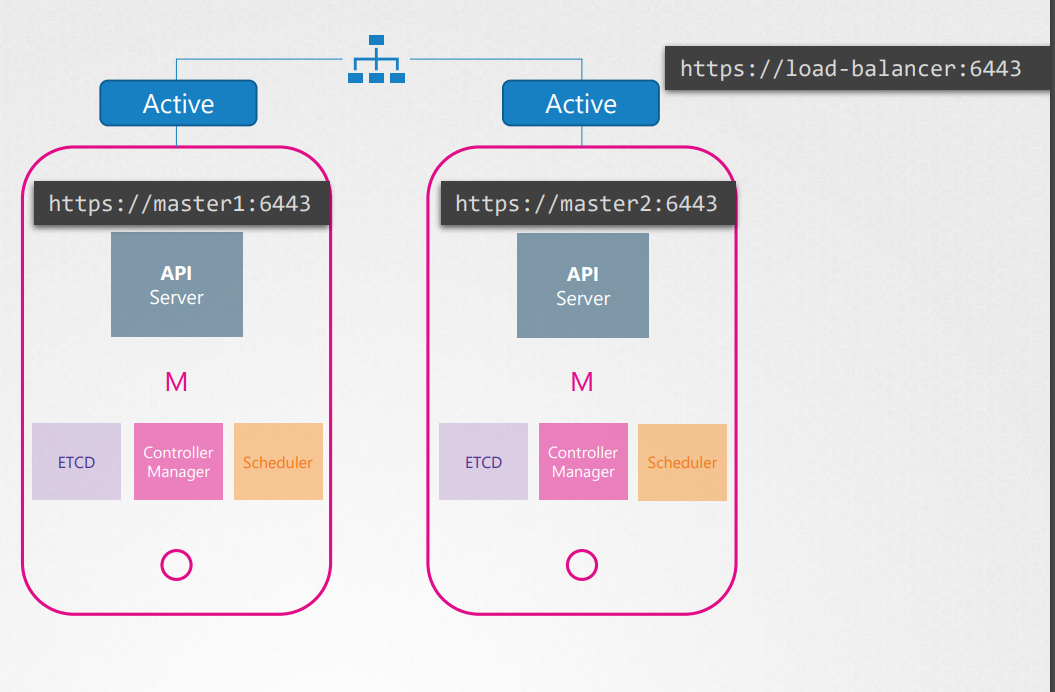 https://load-balancer:6443
Active
Active
https://master1:6443
https://master2:6443
API
Server
API
Server
M
M
ETCD
Controller
Manager
Scheduler
ETCD
Controller
Manager
Scheduler